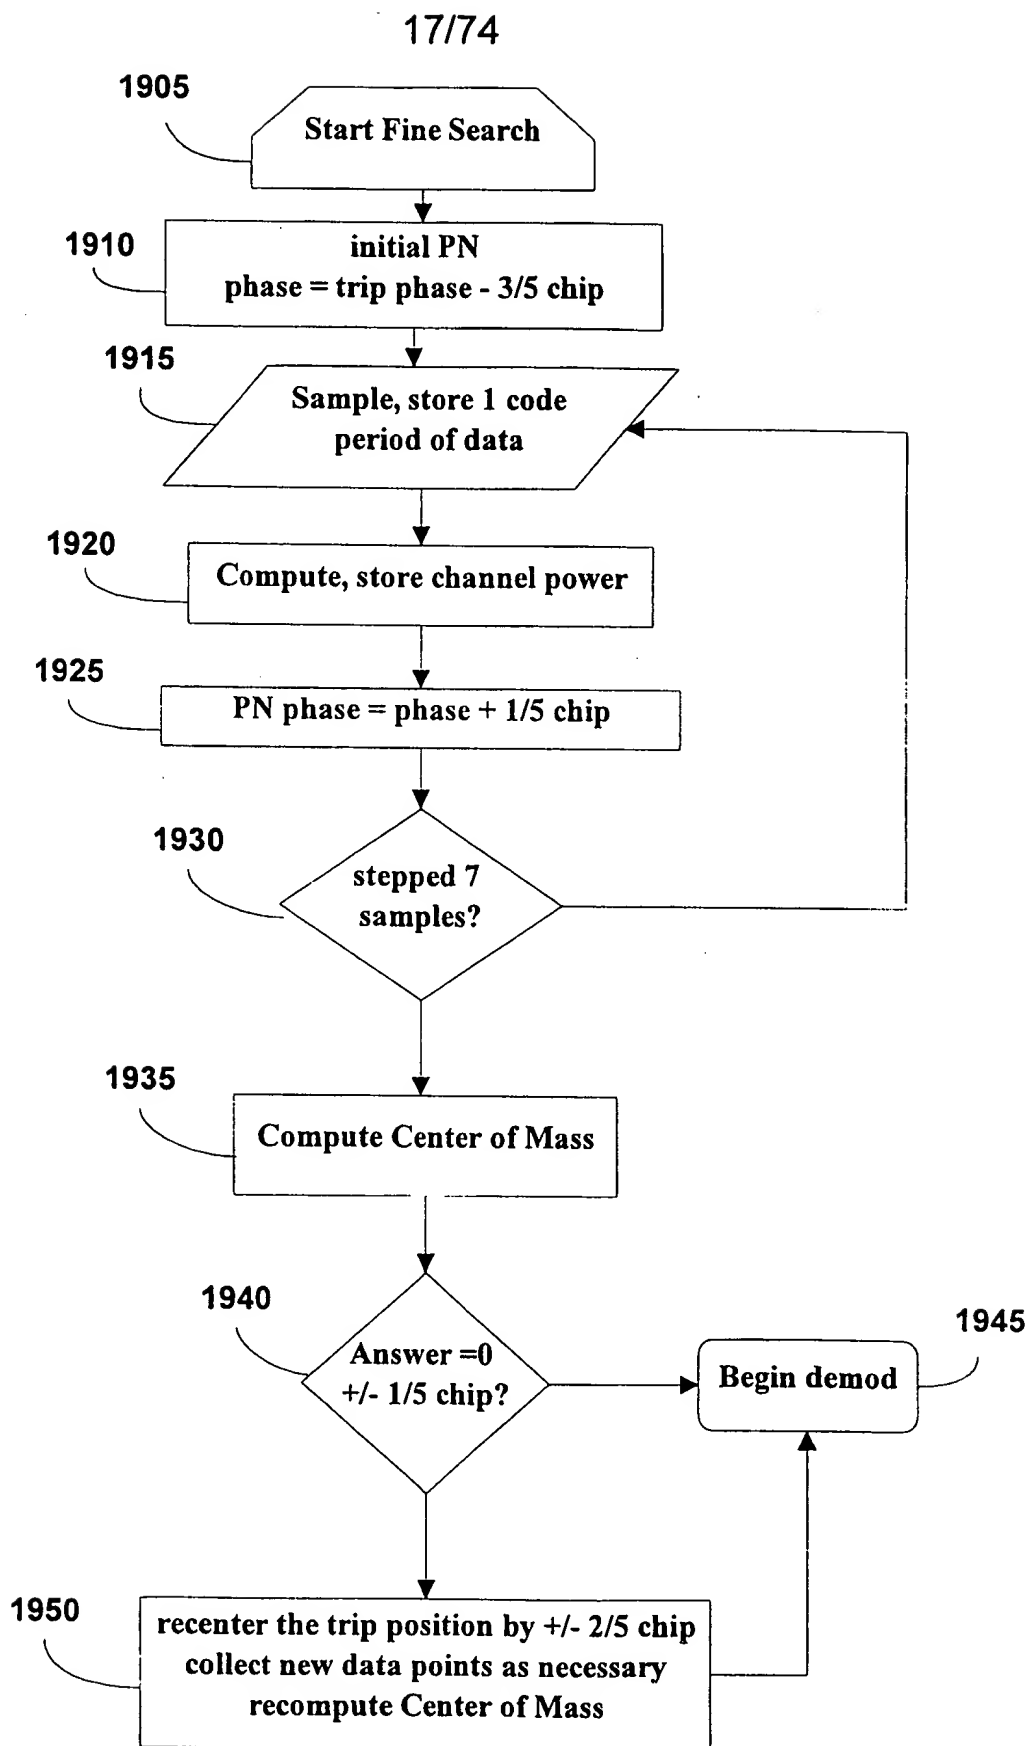 17/74
1905
Start Fine Search
1910
initial PN
phase = trip phase - 3/5 chip
1915
Sample, store 1 code
period of data
1920
Compute, store channel power
1925
PN phase = phase + 1/5 chip
1930
stepped 7
samples?
1935
Compute Center of Mass
1940
Answer =0
+/- 1/5 chip?
1945
Begin demod
1950
recenter the trip position by +/- 2/5 chip
collect new data points as necessary
recompute Center of Mass